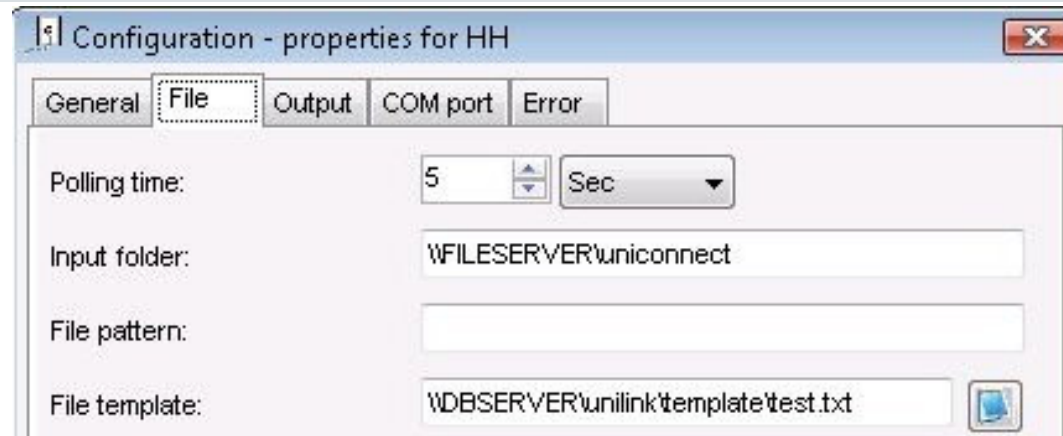 Configuration - properties for HH
General File Output COM port Error
Polling time: 5 Sec
Input folder: \\FILESERVER\uniconnect
File pattern:
File template: \\DBSERVER\unilink\template\test.txt